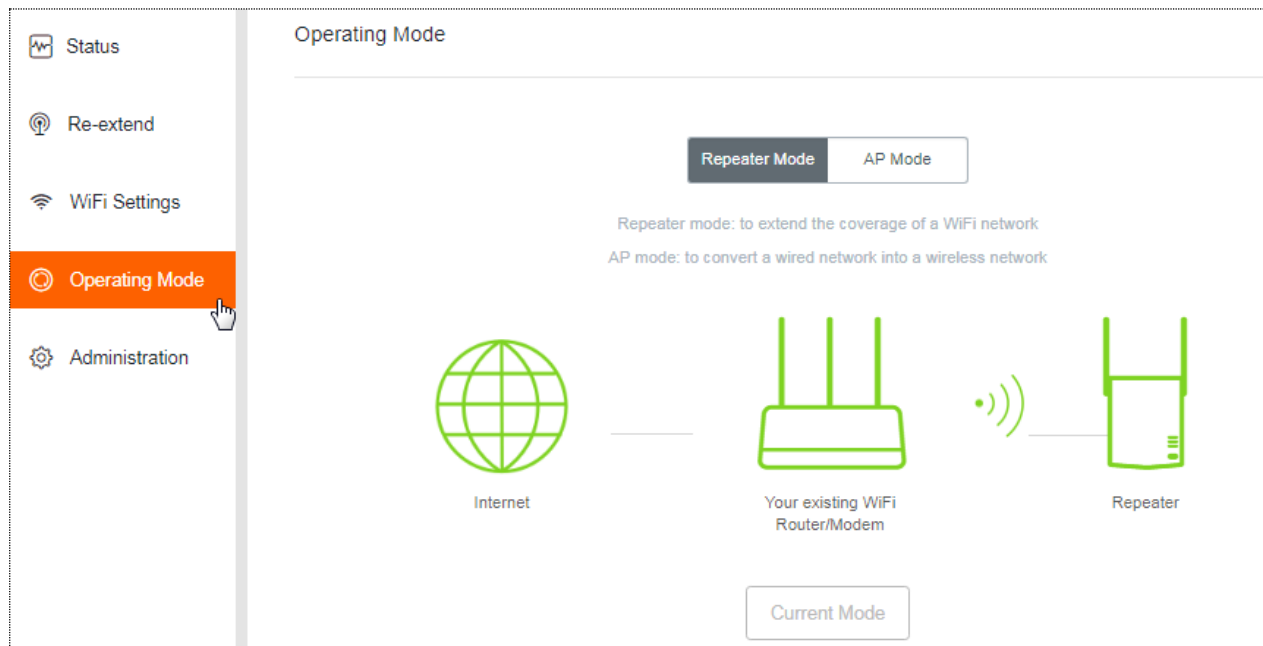 Status
Re-extend
WiFi Settings
Operating Mode
Administration
Operating Mode
Repeater Mode
AP Mode
Repeater mode: to extend the coverage of a WiFi network
AP mode: to convert a wired network into a wireless network
Internet
Your existing WiFi
Router/Modem
Repeater
Current Mode